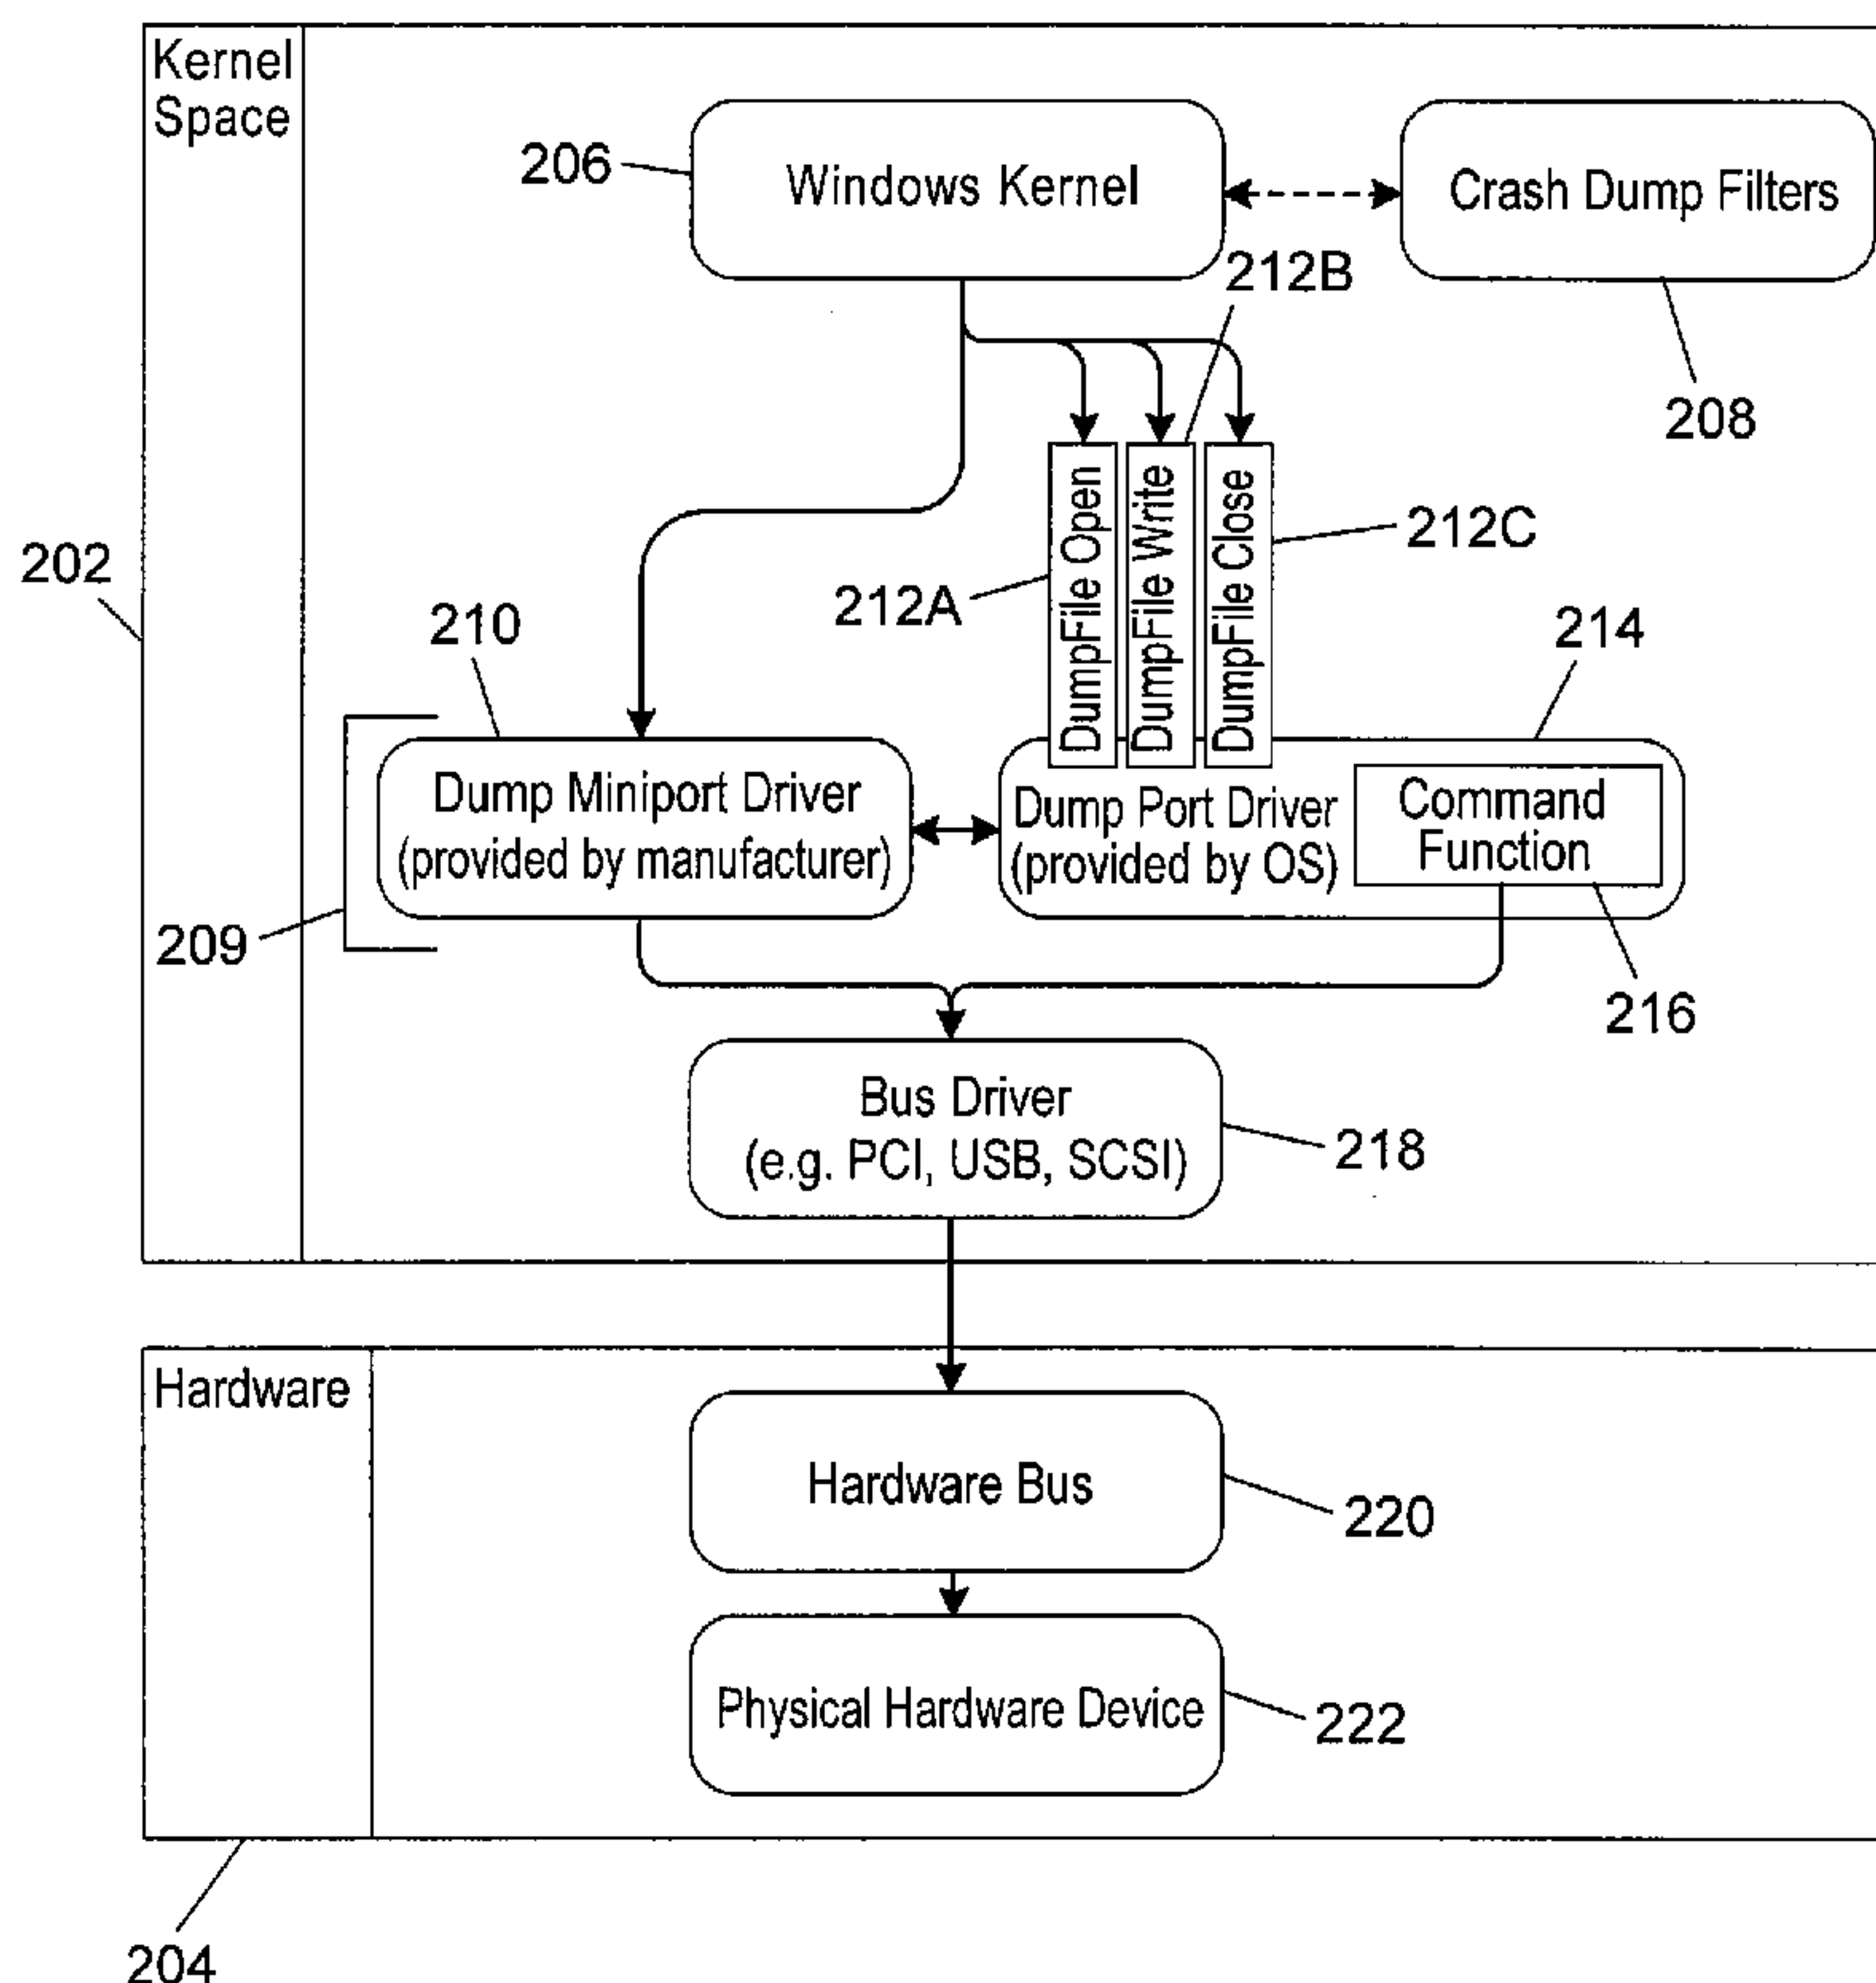 Kernel
Space
206
Windows Kernel
Crash Dump Filters
212B
208
202
212A
DumpFile Open
DumpFile Write
DumpFile Close
212C
210
214
Dump Miniport Driver
(provided by manufacturer)
Dump Port Driver
(provided by OS)
Command
Function
209
216
Bus Driver
(e.g. PCI, USB, SCSI)
218
Hardware
Hardware Bus
220
Physical Hardware Device
222
204